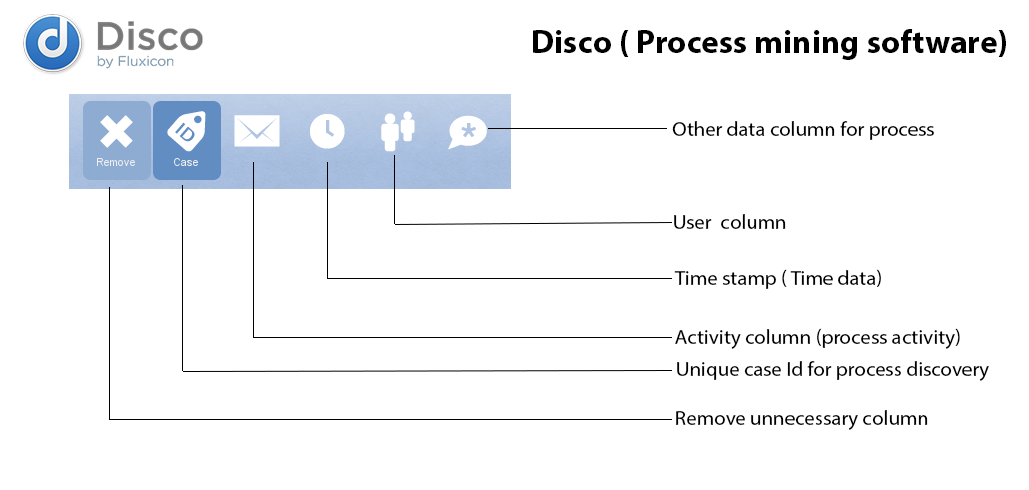 Disco
by Fluxicon
Disco ( Process mining software)
ID
Remove
Case
Other data column for process
User column
Time stamp ( Time data)
Activity column (process activity)
Unique case Id for process discovery
Remove unnecessary column